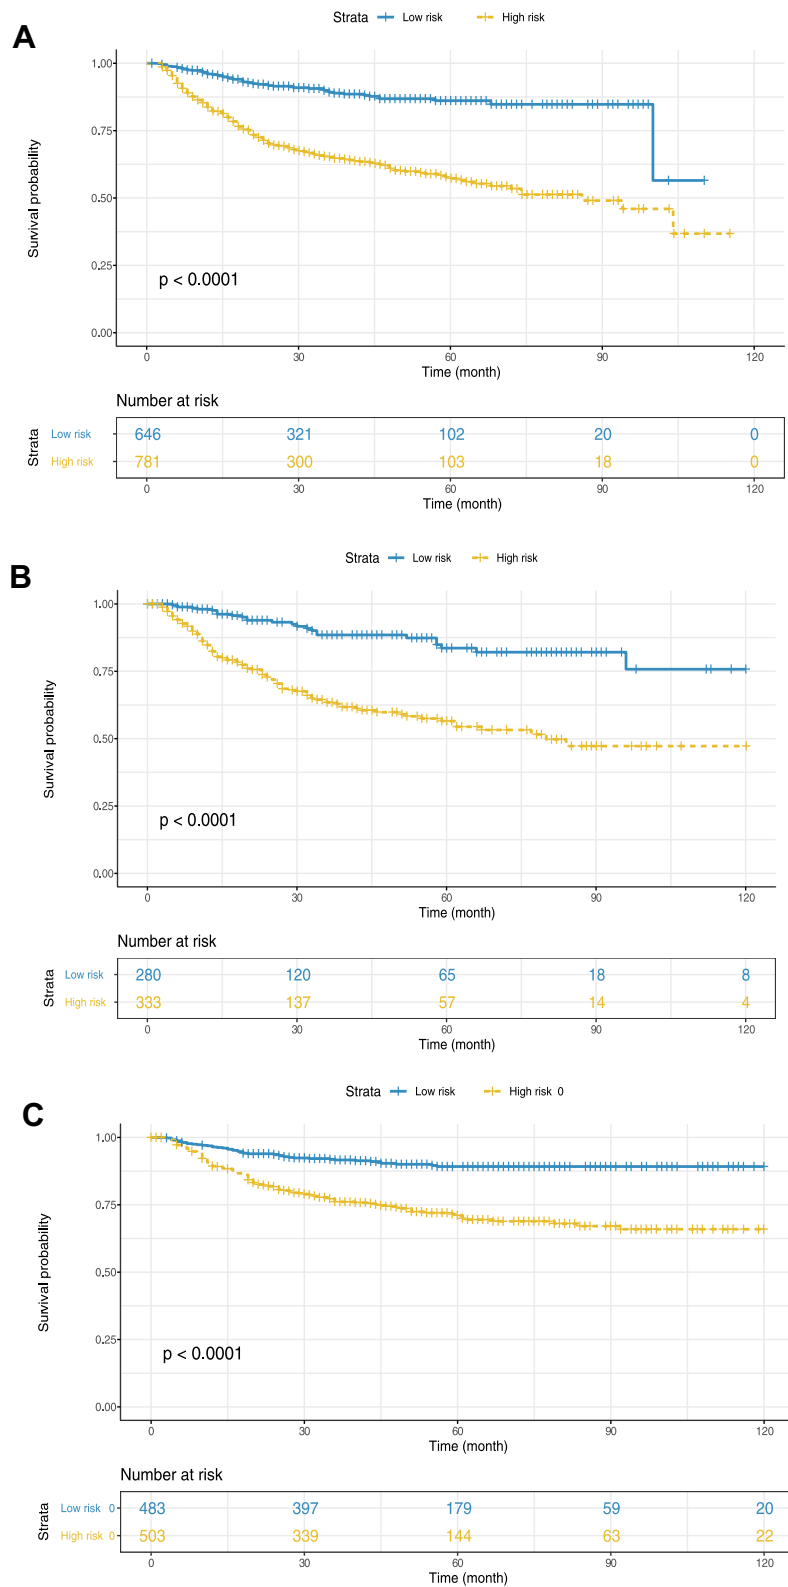 A
Strata Low risk High risk
1.00
0.75
0.50
0.25
0.00
Survival probability
p < 0.0001
0 30 60 90 120
Time (month)
Number at risk
Strata
Low risk 646 321 102 20 0
High risk 781 300 103 18 0
0 30 60 90 120
Time (month)
B
Strata Low risk High risk
1.00
0.75
0.50
0.25
0.00
Survival probability
p < 0.0001
0 30 60 90 120
Time (month)
Number at risk
Strata
Low risk 280 120 65 18 8
High risk 333 137 57 14 4
0 30 60 90 120
Time (month)
C
Strata Low risk High risk 0
1.00
0.75
0.50
0.25
0.00
Survival probability
p < 0.0001
0 30 60 90 120
Time (month)
Number at risk
Strata
Low risk 0 483 397 179 59 20
High risk 0 503 339 144 63 22
0 30 60 90 120
Time (month)